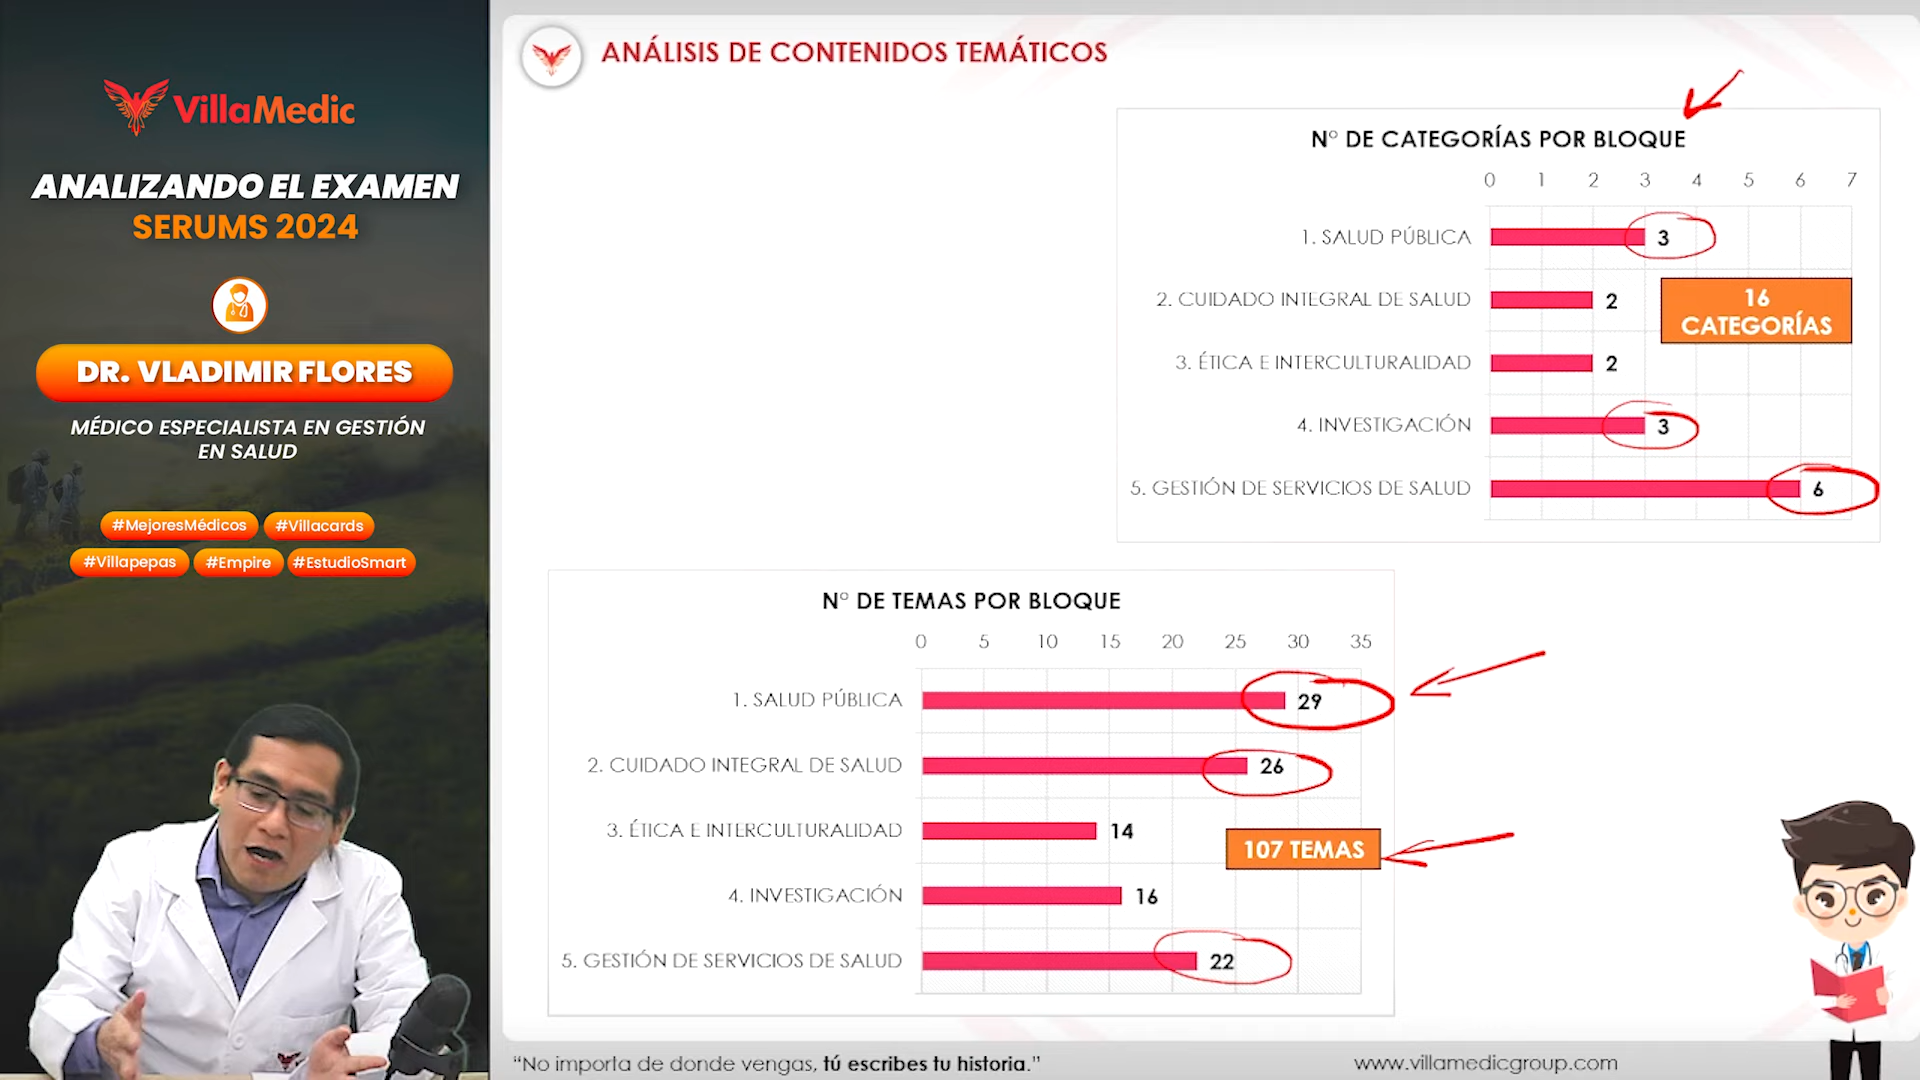 VillaMedic
ANALIZANDO EL EXAMEN
SERUMS 2024
DR. VLADIMIR FLORES
MÉDICO ESPECIALISTA EN GESTIÓN
EN SALUD
#MejoresMédicos #Villacards
#Villapepas #Empire #EstudioSmart
ANÁLISIS DE CONTENIDOS TEMÁTICOS
N° DE CATEGORÍAS POR BLOQUE
0 1 2 3 4 5 6 7
1. SALUD PÚBLICA 3
2. CUIDADO INTEGRAL DE SALUD 2
3. ÉTICA E INTERCULTURALIDAD 2
4. INVESTIGACIÓN 3
5. GESTIÓN DE SERVICIOS DE SALUD 6
16
CATEGORÍAS
N° DE TEMAS POR BLOQUE
0 5 10 15 20 25 30 35
1. SALUD PÚBLICA 29
2. CUIDADO INTEGRAL DE SALUD 26
3. ÉTICA E INTERCULTURALIDAD 14
4. INVESTIGACIÓN 16
5. GESTIÓN DE SERVICIOS DE SALUD 22
107 TEMAS
“No importa de donde vengas, tú escribes tu historia.”
www.villamedicgroup.com